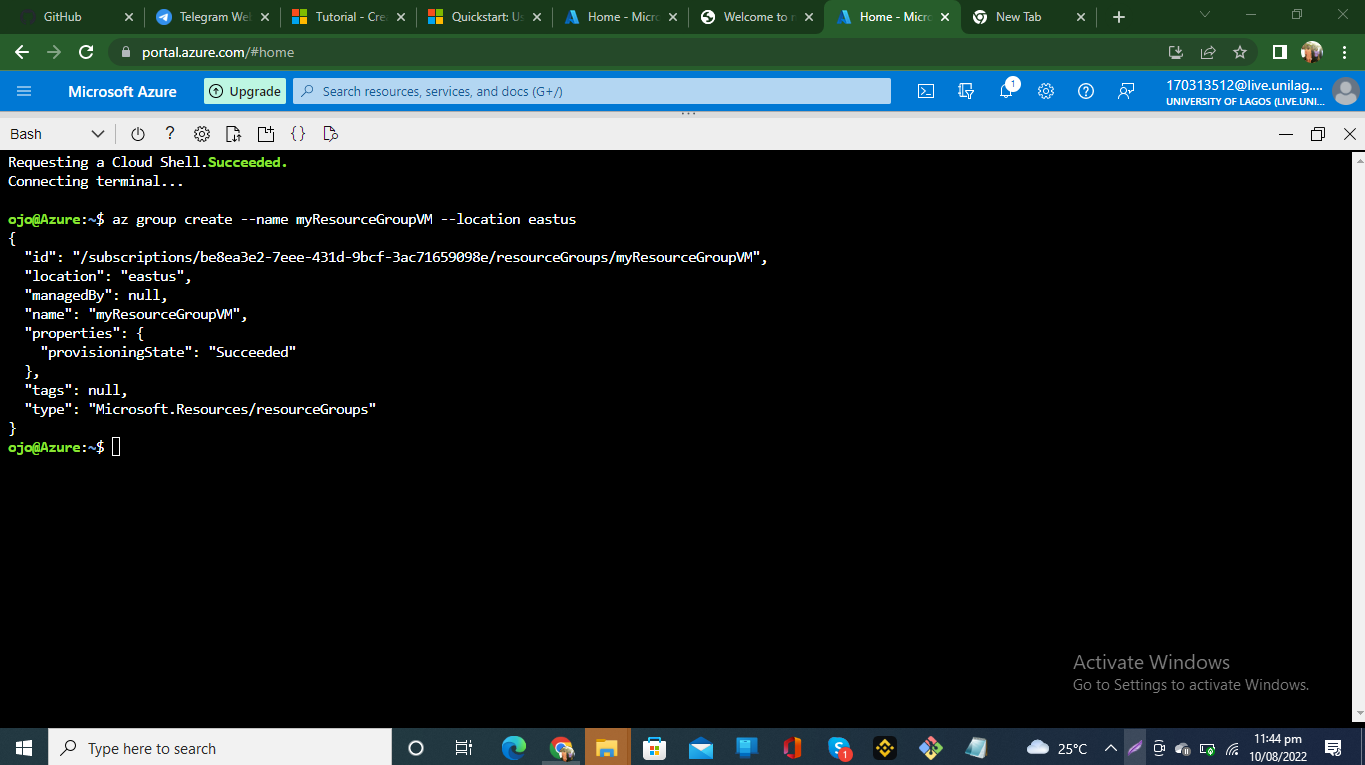 GitHub
Telegram Wel
Tutorial - Cre
Quickstart: Us
Home - Micro
Welcome to n
Home - Micro
New Tab
portal.azure.com/#home
Microsoft Azure
Upgrade
Search resources, services, and docs (G+/)
1
170313512@live.unilag....
UNIVERSITY OF LAGOS (LIVE.UNI...
Bash
Requesting a Cloud Shell.Succeeded.
Connecting terminal...
ojo@Azure:~$ az group create --name myResourceGroupVM --location eastus
{
"id": "/subscriptions/be8ea3e2-7eee-431d-9bcf-3ac71659098e/resourceGroups/myResourceGroupVM",
"location": "eastus",
"managedBy": null,
"name": "myResourceGroupVM",
"properties": {
"provisioningState": "Succeeded"
},
"tags": null,
"type": "Microsoft.Resources/resourceGroups"
}
ojo@Azure:~$
Activate Windows
Go to Settings to activate Windows.
Type here to search
1
25°C
11:44 pm
10/08/2022